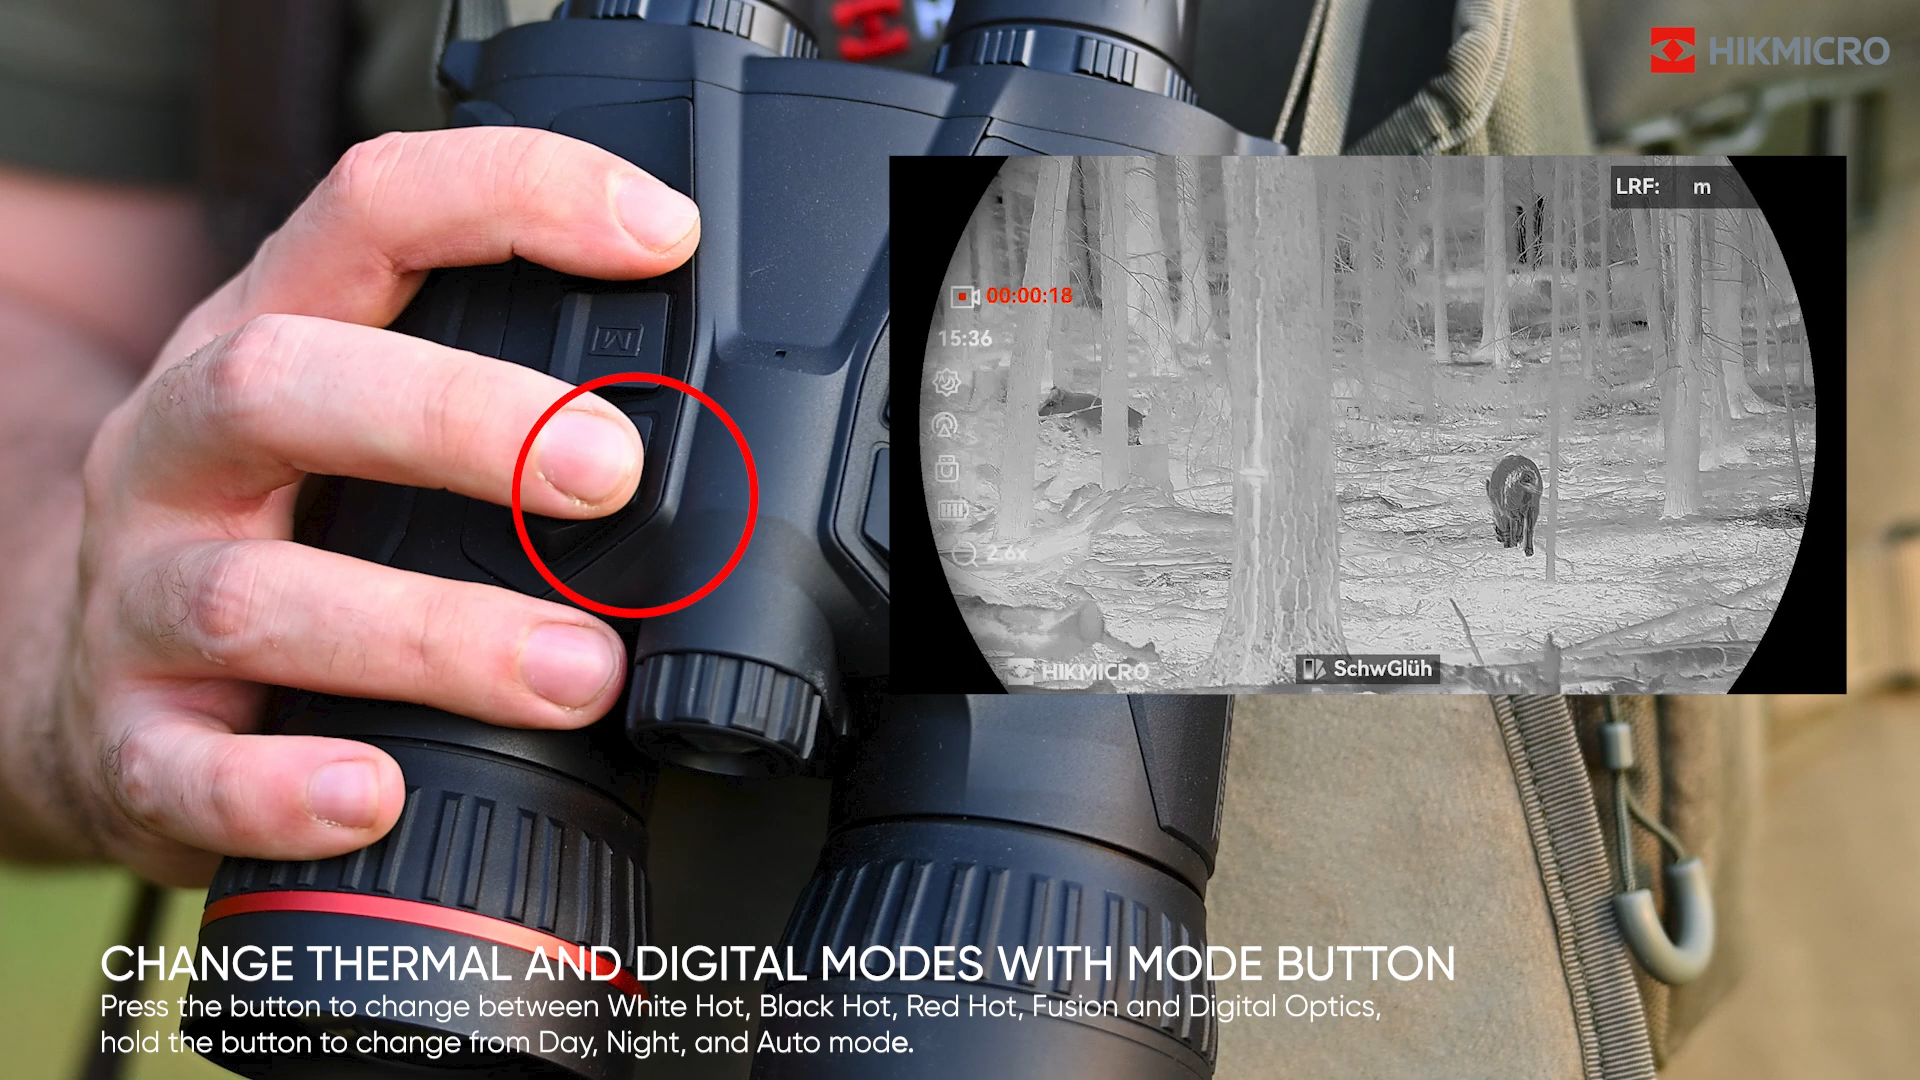 HIKMICRO
M
LRF: m
00:00:18
15:36
2.6x
HIKMICRO
SchwGlüh
CHANGE THERMAL AND DIGITAL MODES WITH MODE BUTTON
Press the button to change between White Hot, Black Hot, Red Hot, Fusion and Digital Optics,
hold the button to change from Day, Night, and Auto mode.